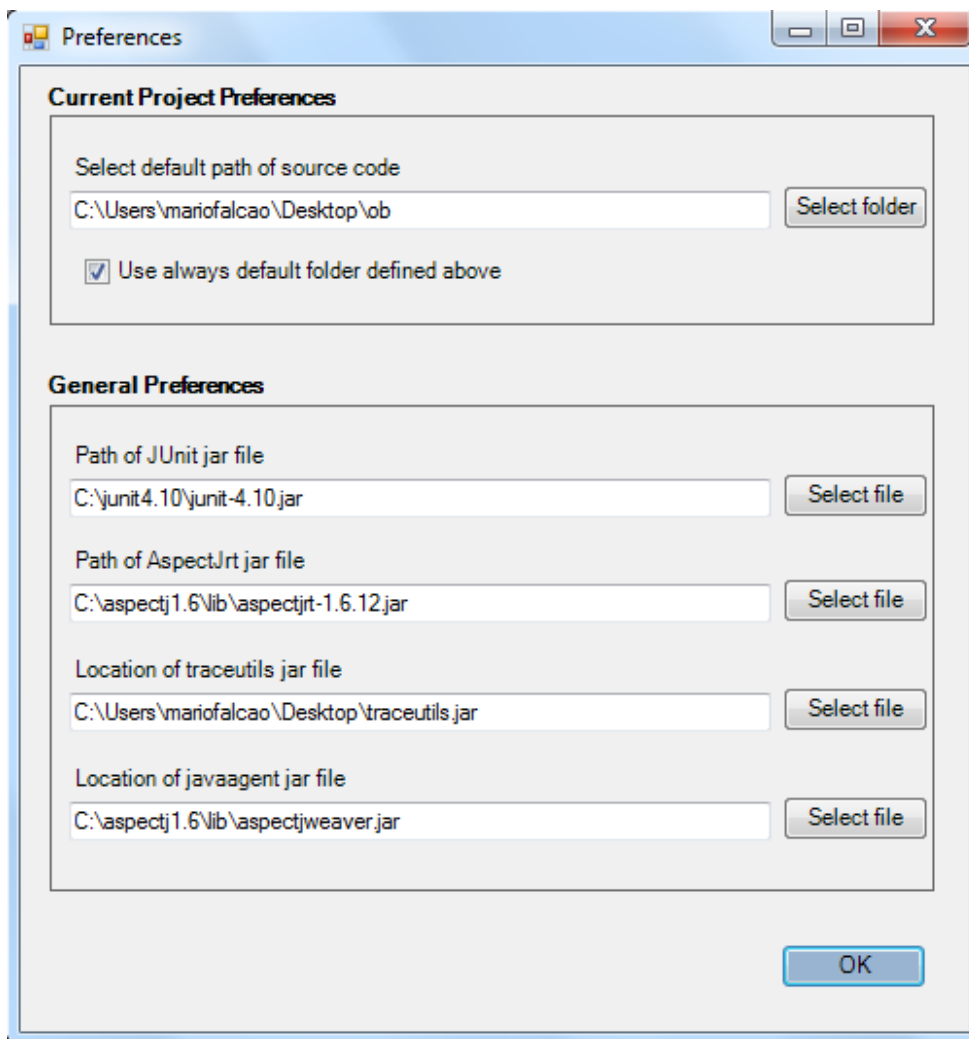 Preferences
Current Project Preferences
Select default path of source code
C:\Users\mariofalcao\Desktop\ob
Select folder
Use always default folder defined above
General Preferences
Path of JUnit jar file
C:\junit4.10\junit-4.10.jar
Select file
Path of AspectJrt jar file
C:\aspectj1.6\lib\aspectjrt-1.6.12.jar
Select file
Location of traceutils jar file
C:\Users\mariofalcao\Desktop\traceutils.jar
Select file
Location of javaagent jar file
C:\aspectj1.6\lib\aspectjweaver.jar
Select file
OK